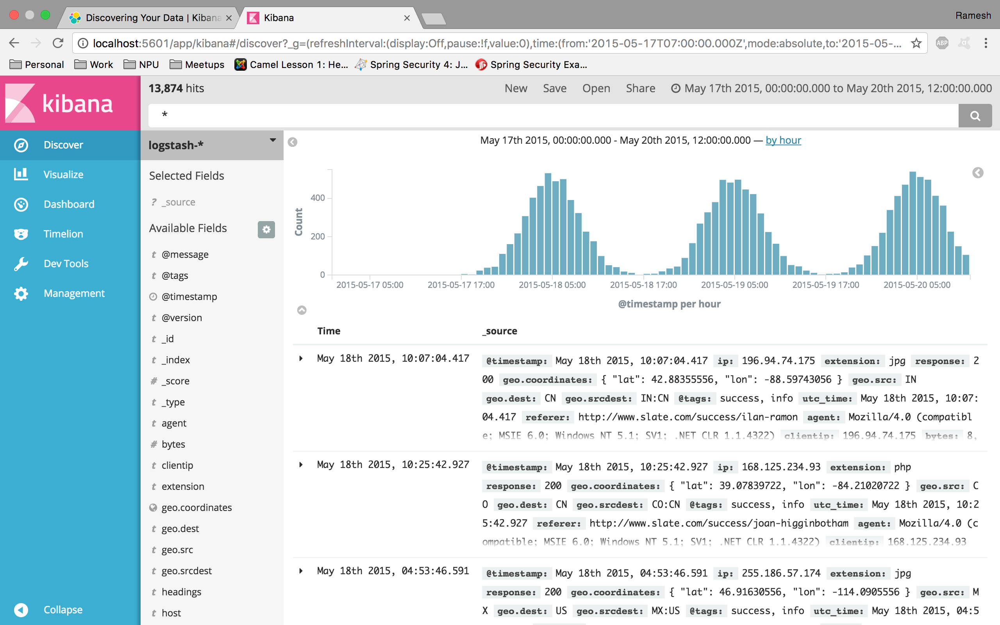 Discovering Your Data | Kibana
Kibana
Ramesh
localhost:5601/app/kibana#/discover?_g=(refreshInterval:(display:Off,pause:!f,value:0),time:(from:'2015-05-17T07:00:00.000Z',mode:absolute,to:'2015-05-...
ABP
Personal
Work
NPU
Meetups
Camel Lesson 1: He...
Spring Security 4: J...
Spring Security Exa...
kibana
Discover
Visualize
Dashboard
Timelion
Dev Tools
Management
Collapse
13,874 hits
New Save Open Share May 17th 2015, 00:00:00.000 to May 20th 2015, 12:00:00.000
*
logstash-*
Selected Fields
? _source
Available Fields
t @message
t @tags
@timestamp
t @version
t _id
t _index
# _score
t _type
t agent
# bytes
t clientip
t extension
geo.coordinates
t geo.dest
t geo.src
t geo.srcdest
t headings
t host
May 17th 2015, 00:00:00.000 - May 20th 2015, 12:00:00.000 — by hour
Count
400
200
0
2015-05-17 05:00 2015-05-17 17:00 2015-05-18 05:00 2015-05-18 17:00 2015-05-19 05:00 2015-05-19 17:00 2015-05-20 05:00
@timestamp per hour
Time _source
May 18th 2015, 10:07:04.417
@timestamp: May 18th 2015, 10:07:04.417 ip: 196.94.74.175 extension: jpg response: 2
00 geo.coordinates: { "lat": 42.88355556, "lon": -88.59743056 } geo.src: IN
geo.dest: CN geo.srcdest: IN:CN @tags: success, info utc_time: May 18th 2015, 10:07:
04.417 referer: http://www.slate.com/success/ilan-ramon agent: Mozilla/4.0 (compatibl
e; MSIE 6.0; Windows NT 5.1; SV1; .NET CLR 1.1.4322) clientip: 196.94.74.175 bytes: 8,
May 18th 2015, 10:25:42.927
@timestamp: May 18th 2015, 10:25:42.927 ip: 168.125.234.93 extension: php
response: 200 geo.coordinates: { "lat": 39.07839722, "lon": -84.21020722 } geo.src: C
O geo.dest: CN geo.srcdest: CO:CN @tags: success, info utc_time: May 18th 2015, 10:2
5:42.927 referer: http://www.slate.com/success/joan-higginbotham agent: Mozilla/4.0 (c
ompatible; MSIE 6.0; Windows NT 5.1; SV1; .NET CLR 1.1.4322) clientip: 168.125.234.93
May 18th 2015, 04:53:46.591
@timestamp: May 18th 2015, 04:53:46.591 ip: 255.186.57.174 extension: jpg
response: 200 geo.coordinates: { "lat": 46.91630556, "lon": -114.0905556 } geo.src: M
X geo.dest: US geo.srcdest: MX:US @tags: success, info utc_time: May 18th 2015, 04:5